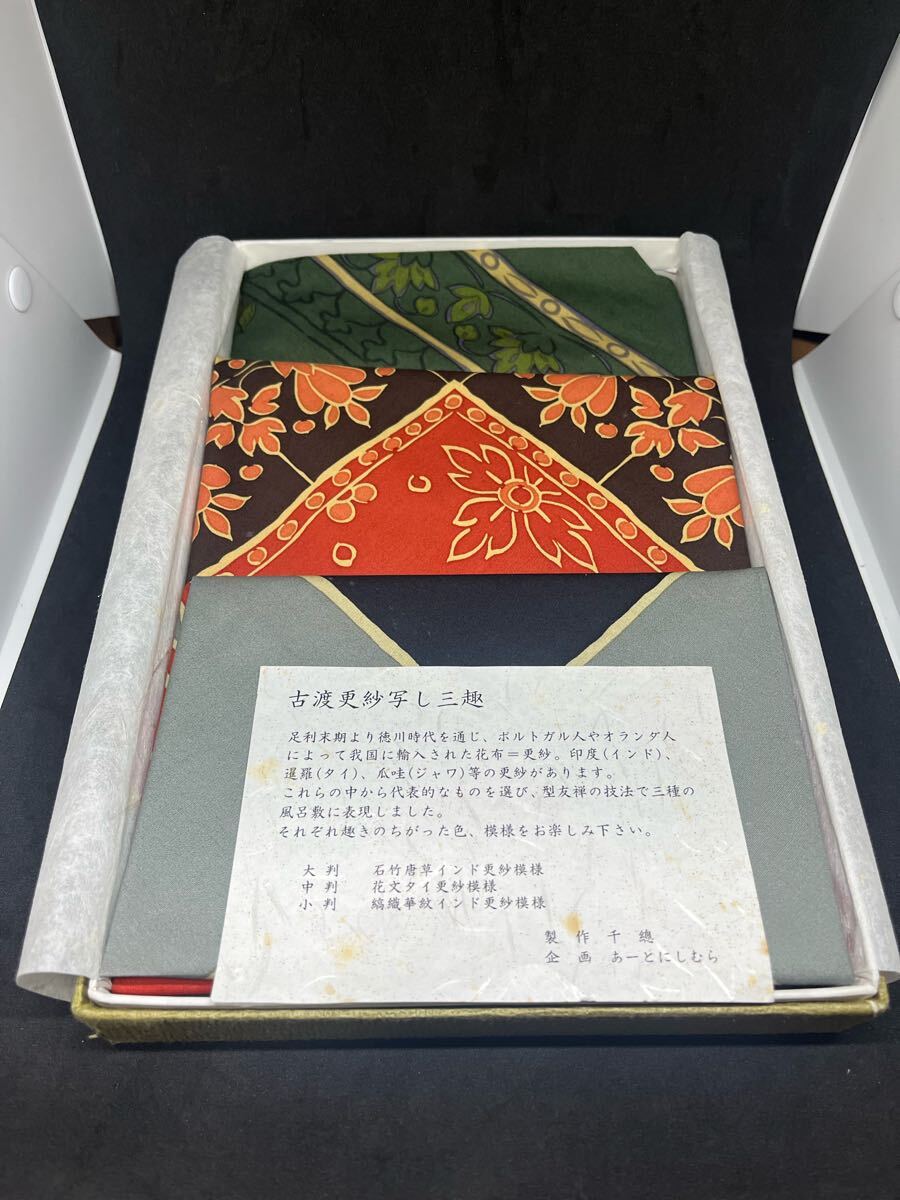 古渡更紗写し三趣
足利末期より徳川時代を通じ、ポルトガル人やオランダ人
によって我国に輸入された花布＝更紗。印度(インド)、
暹羅(タイ)、瓜哇(ジャワ)等の更紗があります。
これらの中から代表的なものを選び、型友禅の技法で三種の
風呂敷に表現しました。
それぞれ趣きのちがった色、模様をお楽しみ下さい。
大判　石竹唐草インド更紗模様
中判　花文タイ更紗模様
小判　縞織華紋インド更紗模様
製作　千總
企画　あーとにしむら